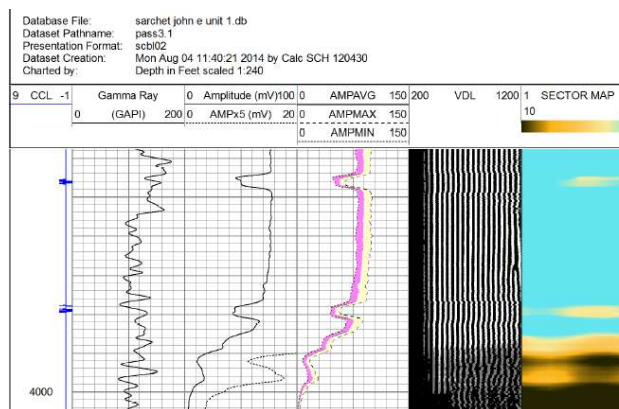 Database File: sarchet john e unit 1.db
Dataset Pathname: pass3.1
Presentation Format: scbl02
Dataset Creation: Mon Aug 04 11:40:21 2014 by Calc SCH 120430
Charted by: Depth in Feet scaled 1:240
9 CCL -1 Gamma Ray 0 Amplitude (mV)100 0 AMPAVG 150 200 VDL 1200 1 SECTOR MAP
0 (GAPI) 200 0 AMPx5 (mV) 20 0 AMPMAX 150 10
0 AMPMIN 150
4000